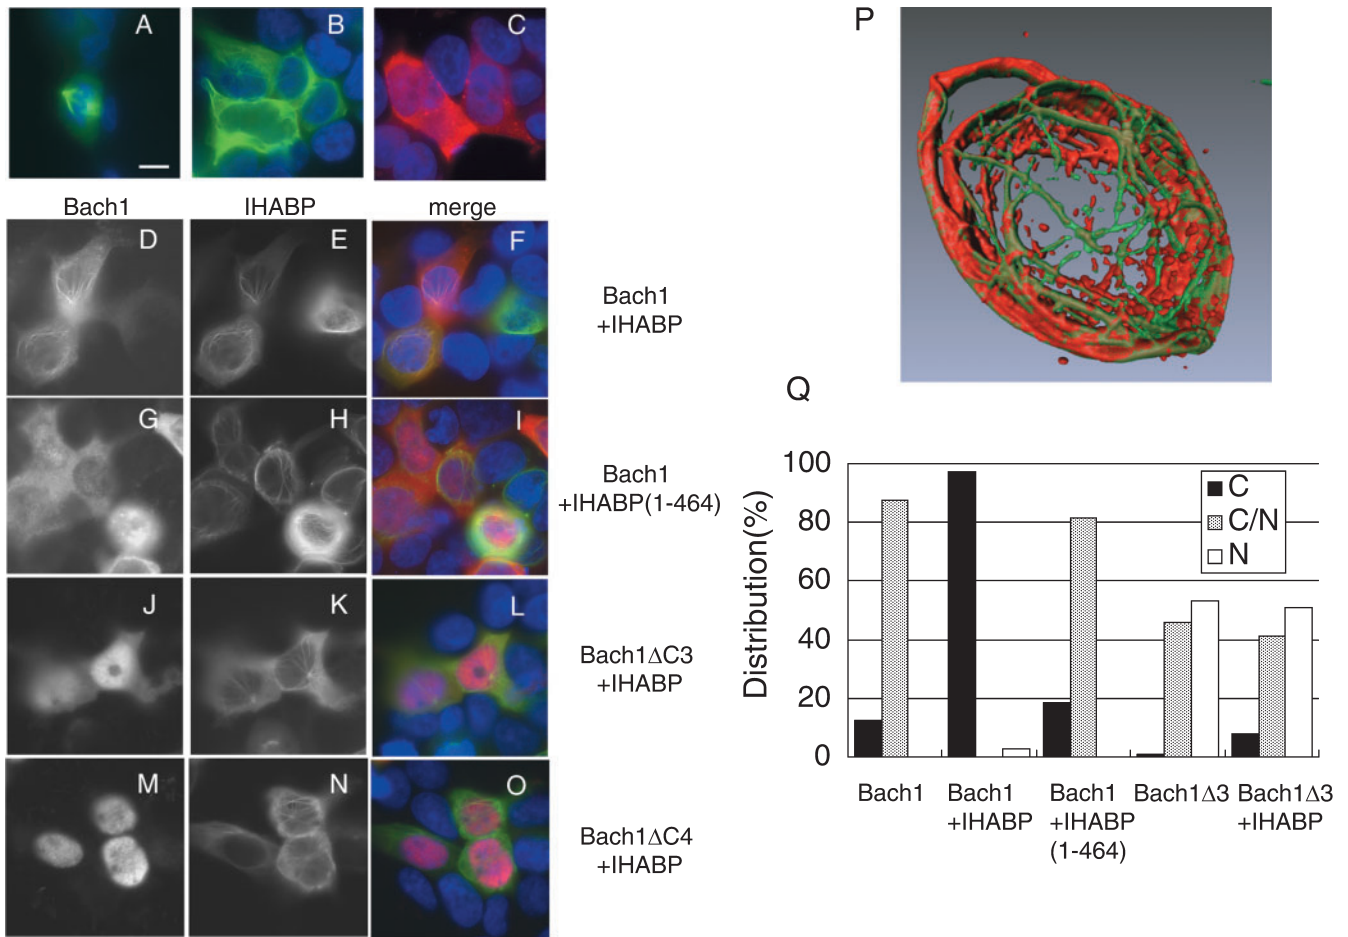 A
B
C
P
Bach1
IHABP
merge
D
E
F
Bach1
+IHABP
G
H
I
Bach1
+IHABP(1-464)
J
K
L
Bach1ΔC3
+IHABP
M
N
O
Bach1ΔC4
+IHABP
Q
Distribution(%)
100
80
60
40
20
0
C
C/N
N
Bach1
Bach1
+IHABP
Bach1
+IHABP
(1-464)
Bach1Δ3
Bach1Δ3
+IHABP